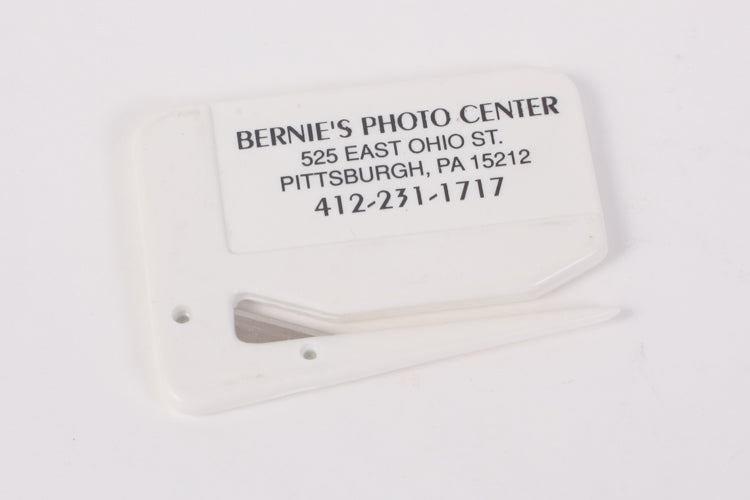 BERNIE'S PHOTO CENTER
525 EAST OHIO ST.
PITTSBURGH, PA 15212
412-231-1717